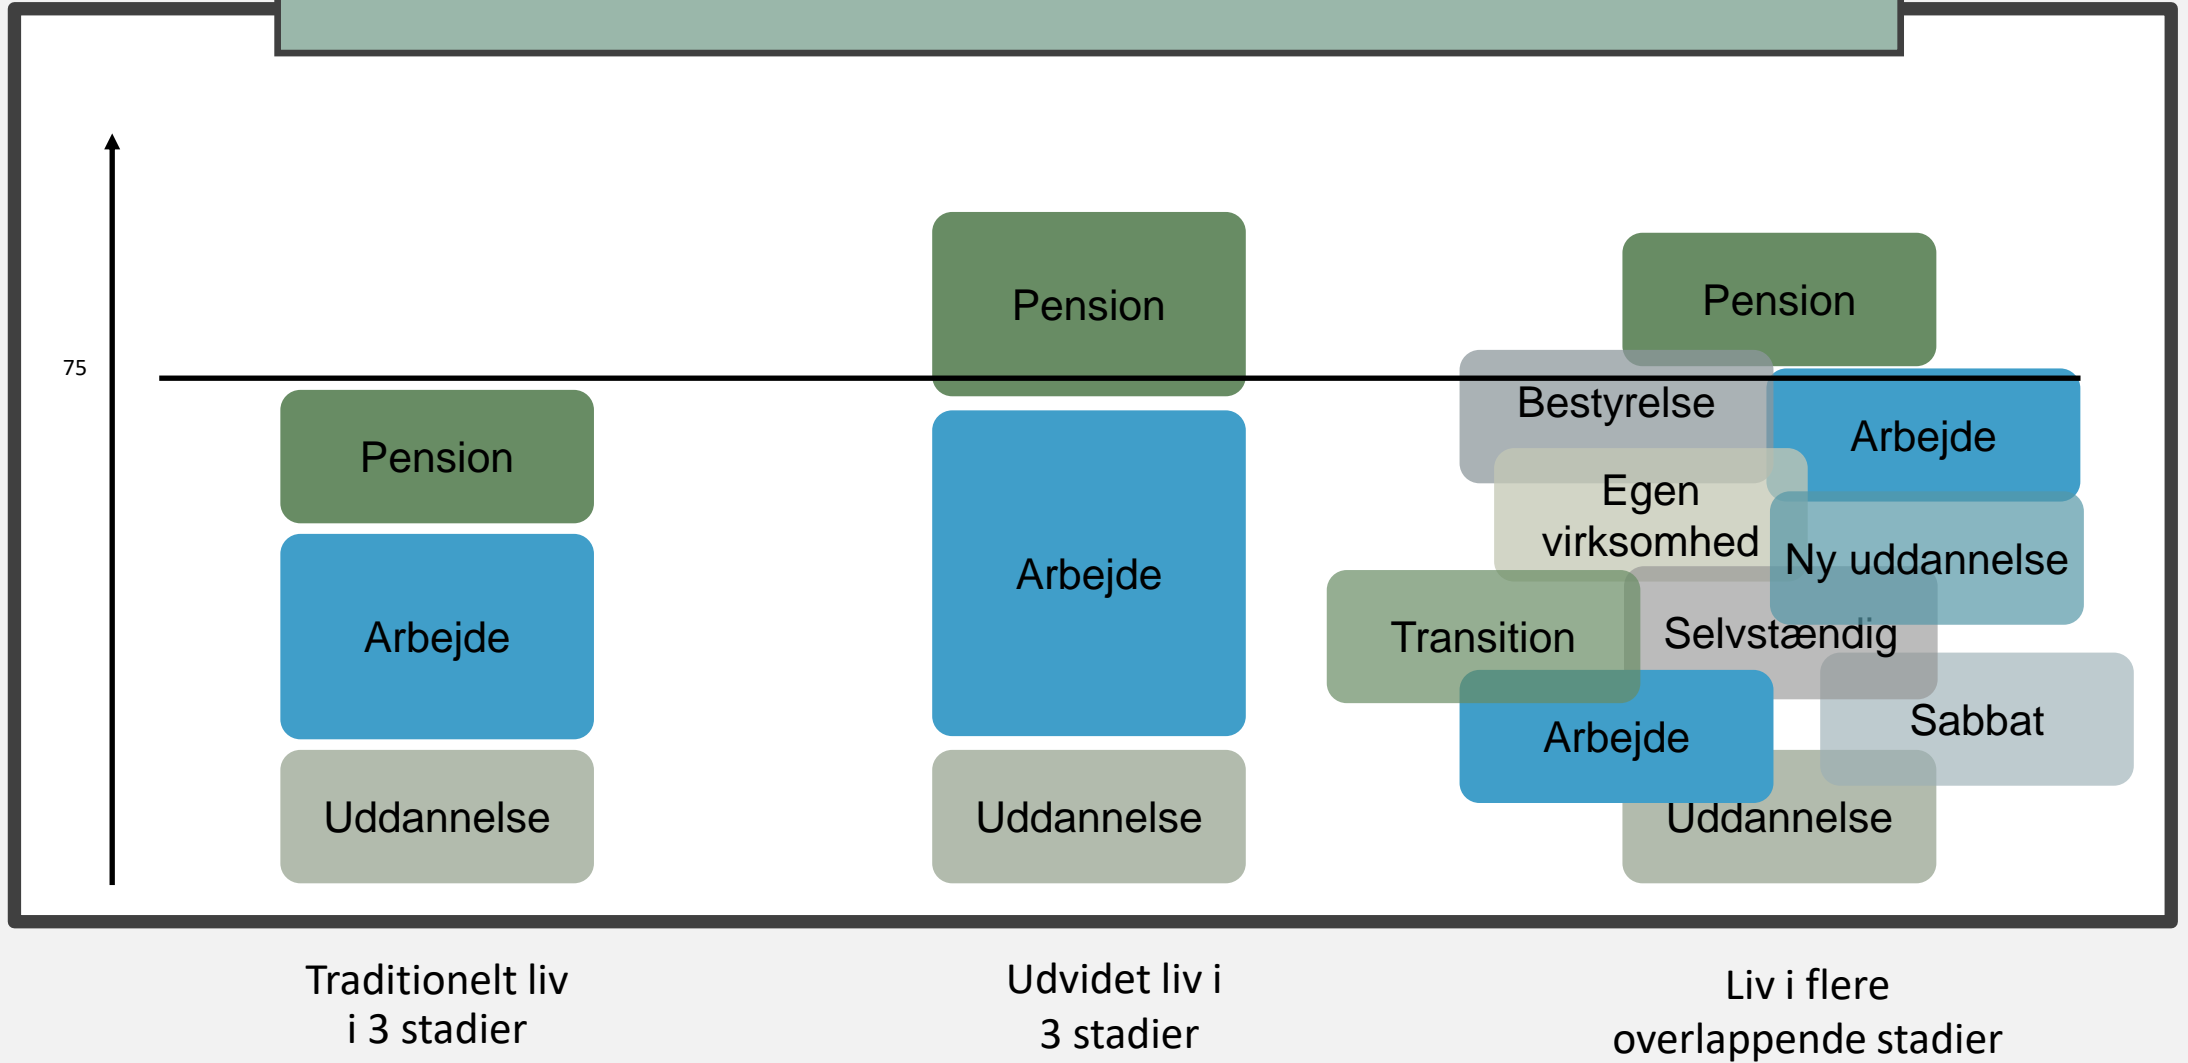 75
Pension
Arbejde
Uddannelse
Traditionelt liv
i 3 stadier
Pension
Arbejde
Uddannelse
Udvidet liv i
3 stadier
Pension
Bestyrelse
Arbejde
Egen
virksomhed
Ny uddannelse
Transition
Selvstændig
Sabbat
Arbejde
Uddannelse
Liv i flere
overlappende stadier